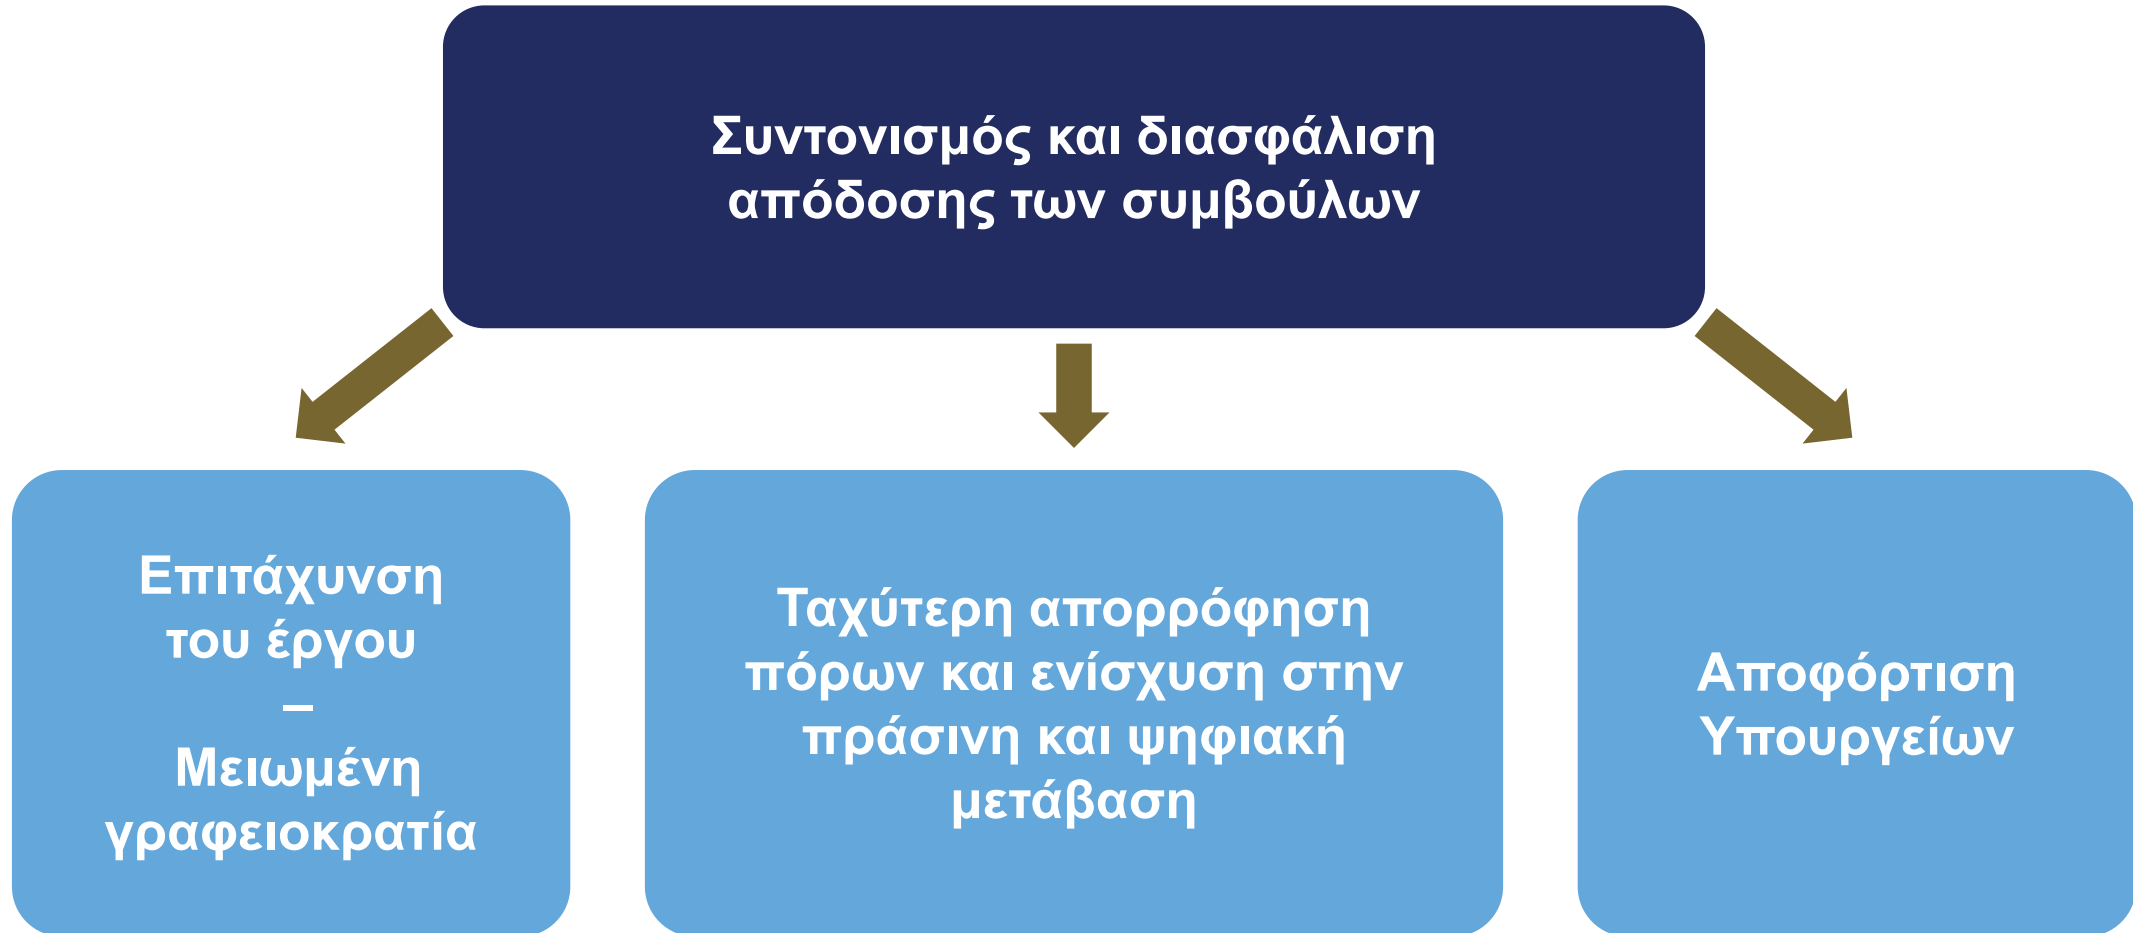 Συντονισμός και διασφάλιση
απόδοσης των συμβούλων
Επιτάχυνση
του έργου
–
Μειωμένη
γραφειοκρατία
Ταχύτερη απορρόφηση
πόρων και ενίσχυση στην
πράσινη και ψηφιακή
μετάβαση
Αποφόρτιση
Υπουργείων